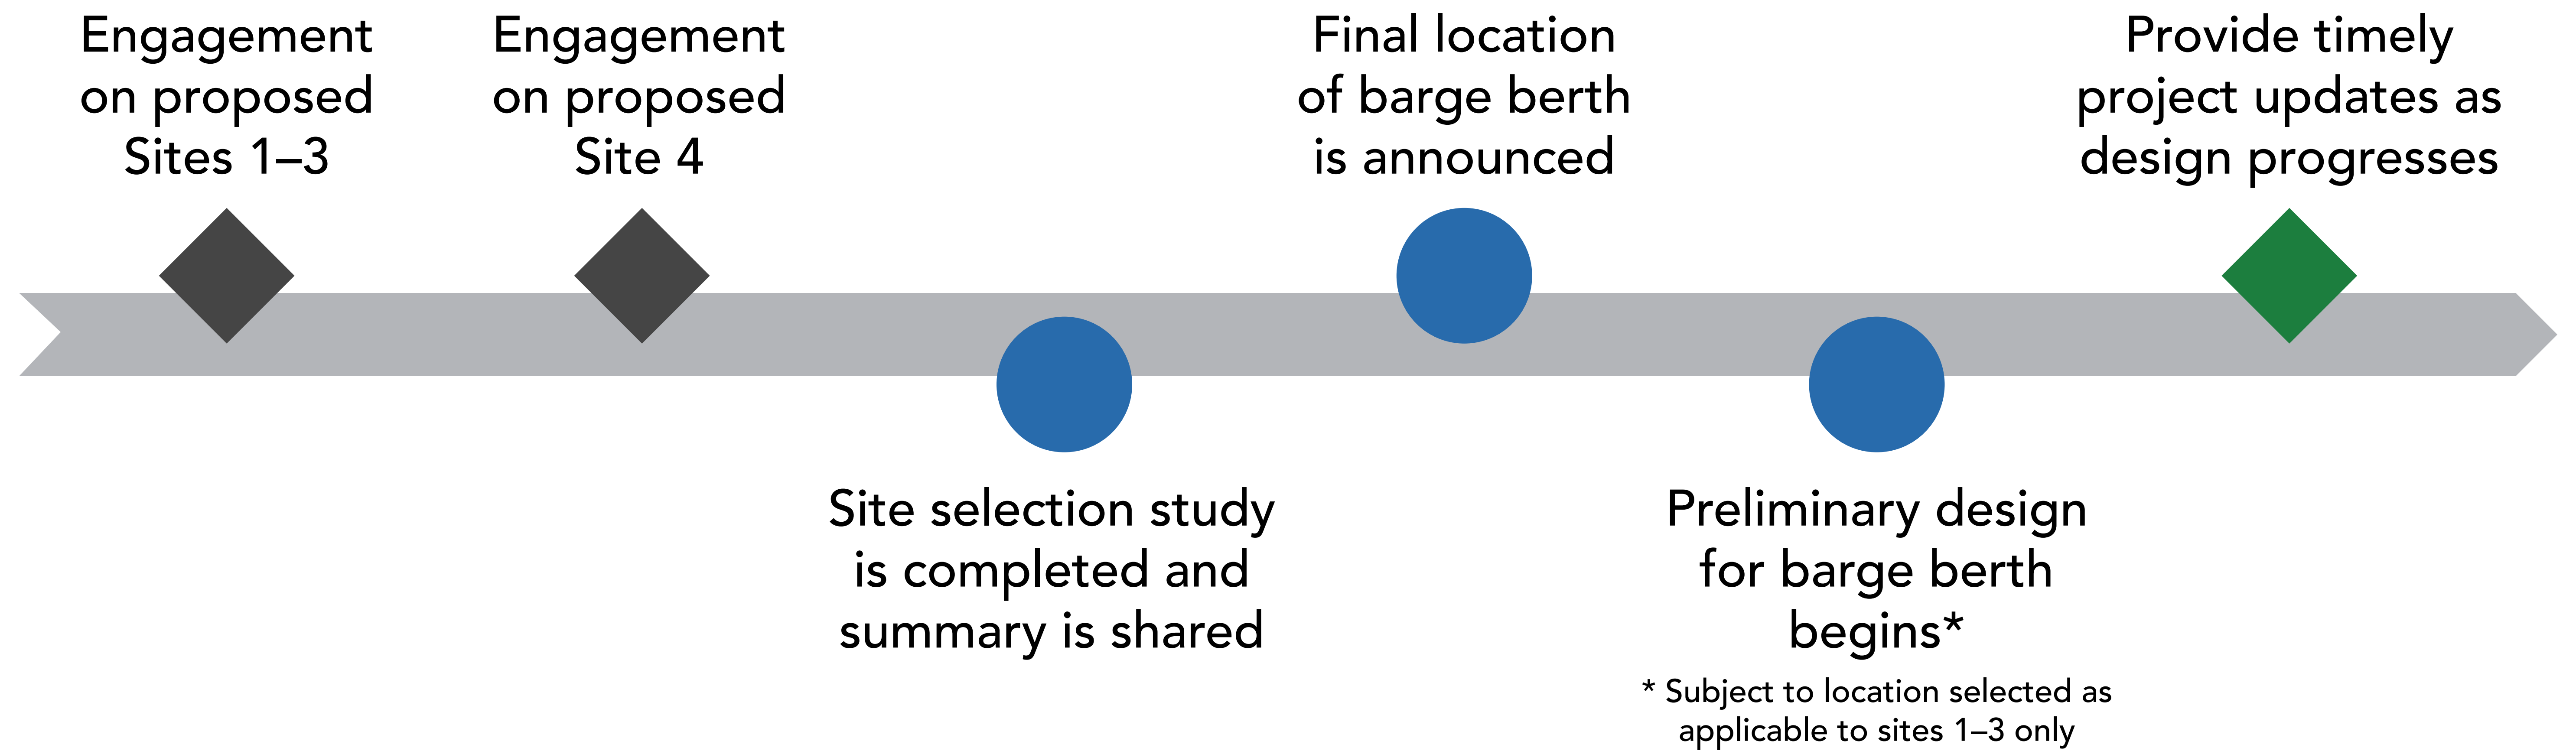 Engagement
on proposed
Sites 1–3
Engagement
on proposed
Site 4
Site selection study
is completed and
summary is shared
Final location
of barge berth
is announced
Preliminary design
for barge berth
begins*
* Subject to location selected as
applicable to sites 1–3 only
Provide timely
project updates as
design progresses